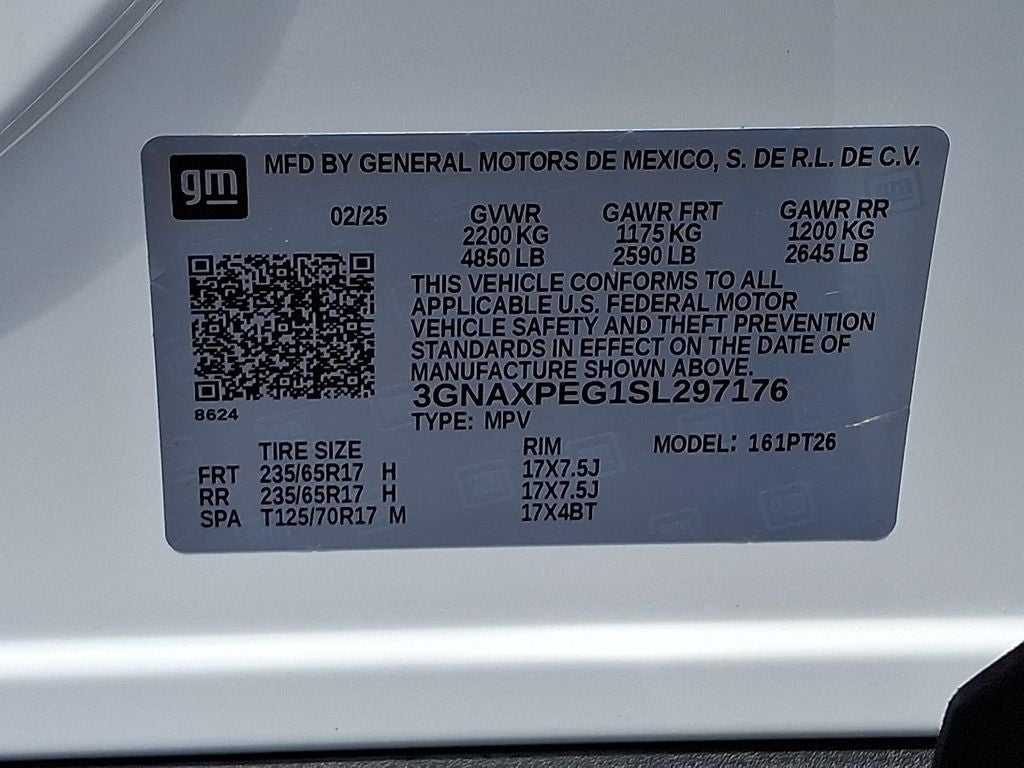 gm
MFD BY GENERAL MOTORS DE MEXICO, S. DE R.L. DE C.V.
02/25 GVWR GAWR FRT GAWR RR
2200 KG 1175 KG 1200 KG
4850 LB 2590 LB 2645 LB
THIS VEHICLE CONFORMS TO ALL
APPLICABLE U.S. FEDERAL MOTOR
VEHICLE SAFETY AND THEFT PREVENTION
STANDARDS IN EFFECT ON THE DATE OF
MANUFACTURE SHOWN ABOVE.
3GNAXPEG1SL297176
8624
TYPE: MPV
TIRE SIZE RIM MODEL: 161PT26
FRT 235/65R17 H 17X7.5J
RR 235/65R17 H 17X7.5J
SPA T125/70R17 M 17X4BT